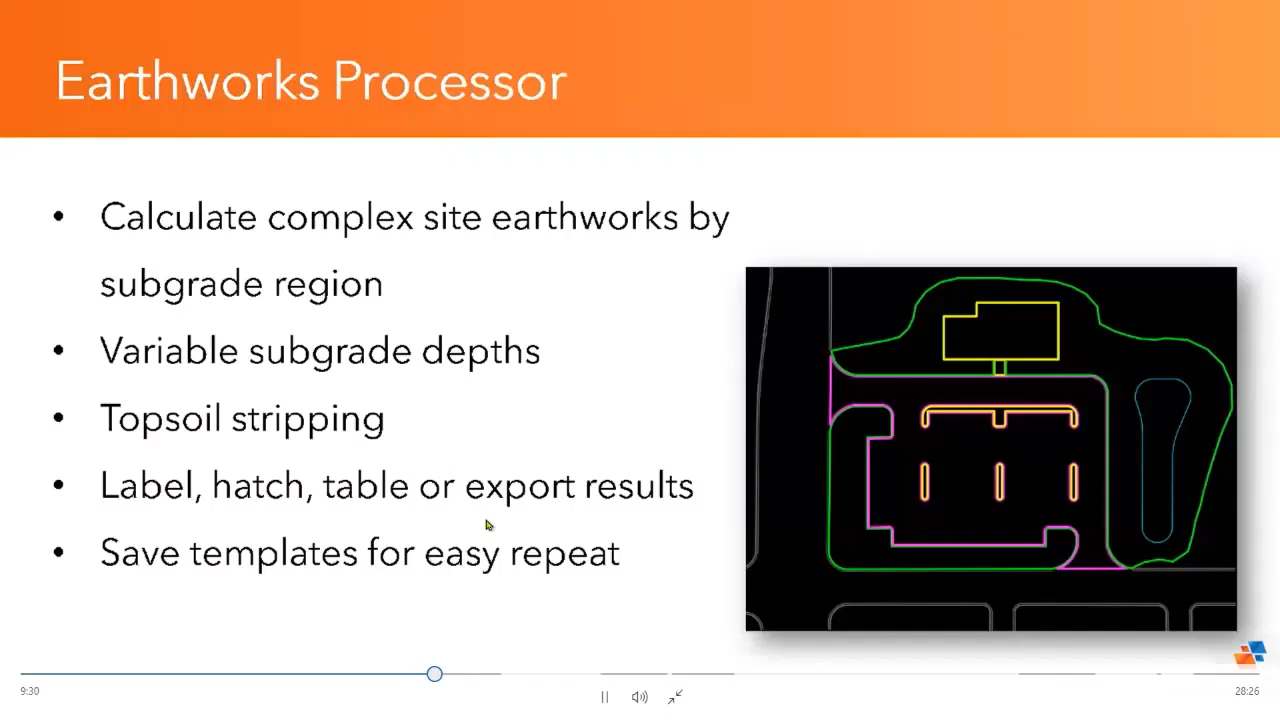 Earthworks Processor
• Calculate complex site earthworks by
subgrade region
• Variable subgrade depths
• Topsoil stripping
• Label, hatch, table or export results
• Save templates for easy repeat
9:30
28:26